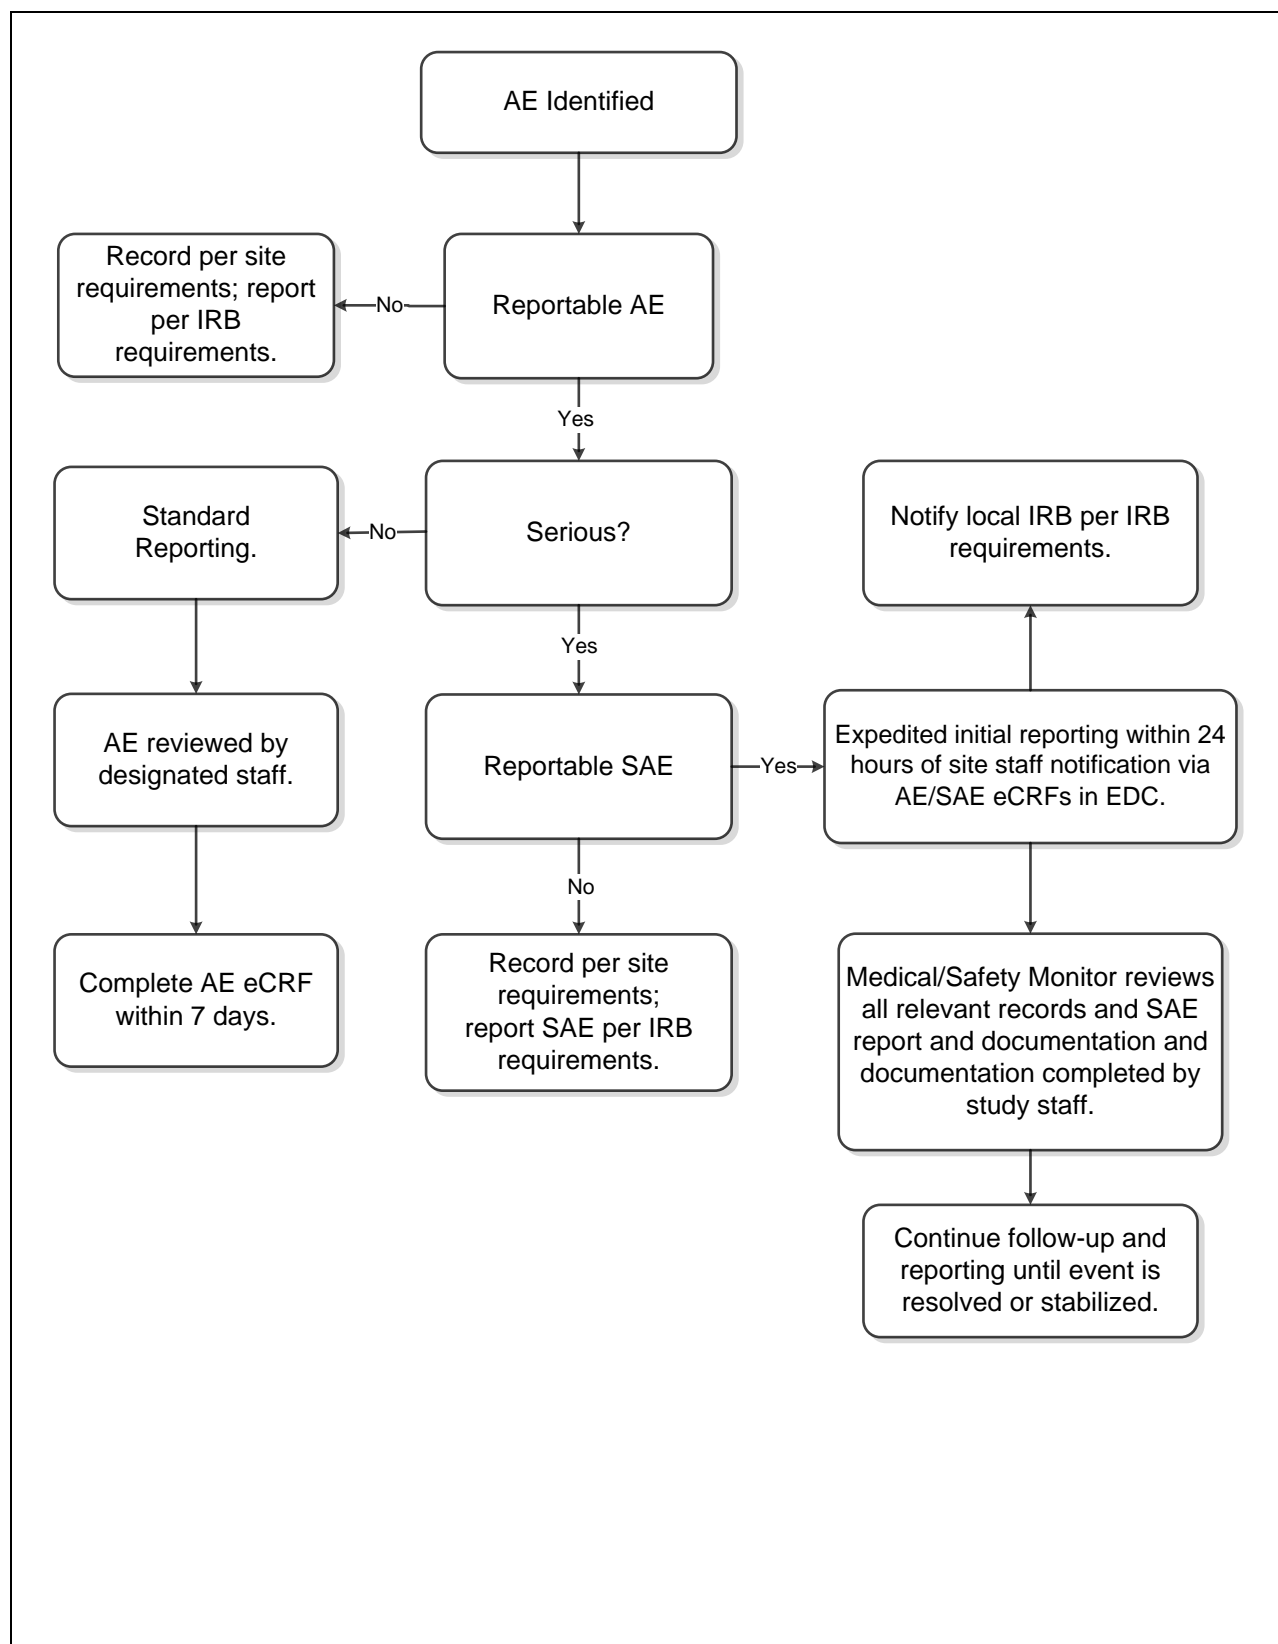 AE Identified
Record per site
requirements; report
per IRB
requirements.
No
Reportable AE
Yes
Standard
Reporting.
No
Serious?
Notify local IRB per IRB
requirements.
Yes
AE reviewed by
designated staff.
Reportable SAE
Yes
Expedited initial reporting within 24
hours of site staff notification via
AE/SAE eCRFs in EDC.
No
Complete AE eCRF
within 7 days.
Record per site
requirements;
report SAE per IRB
requirements.
Medical/Safety Monitor reviews
all relevant records and SAE
report and documentation and
documentation completed by
study staff.
Continue follow-up and
reporting until event is
resolved or stabilized.